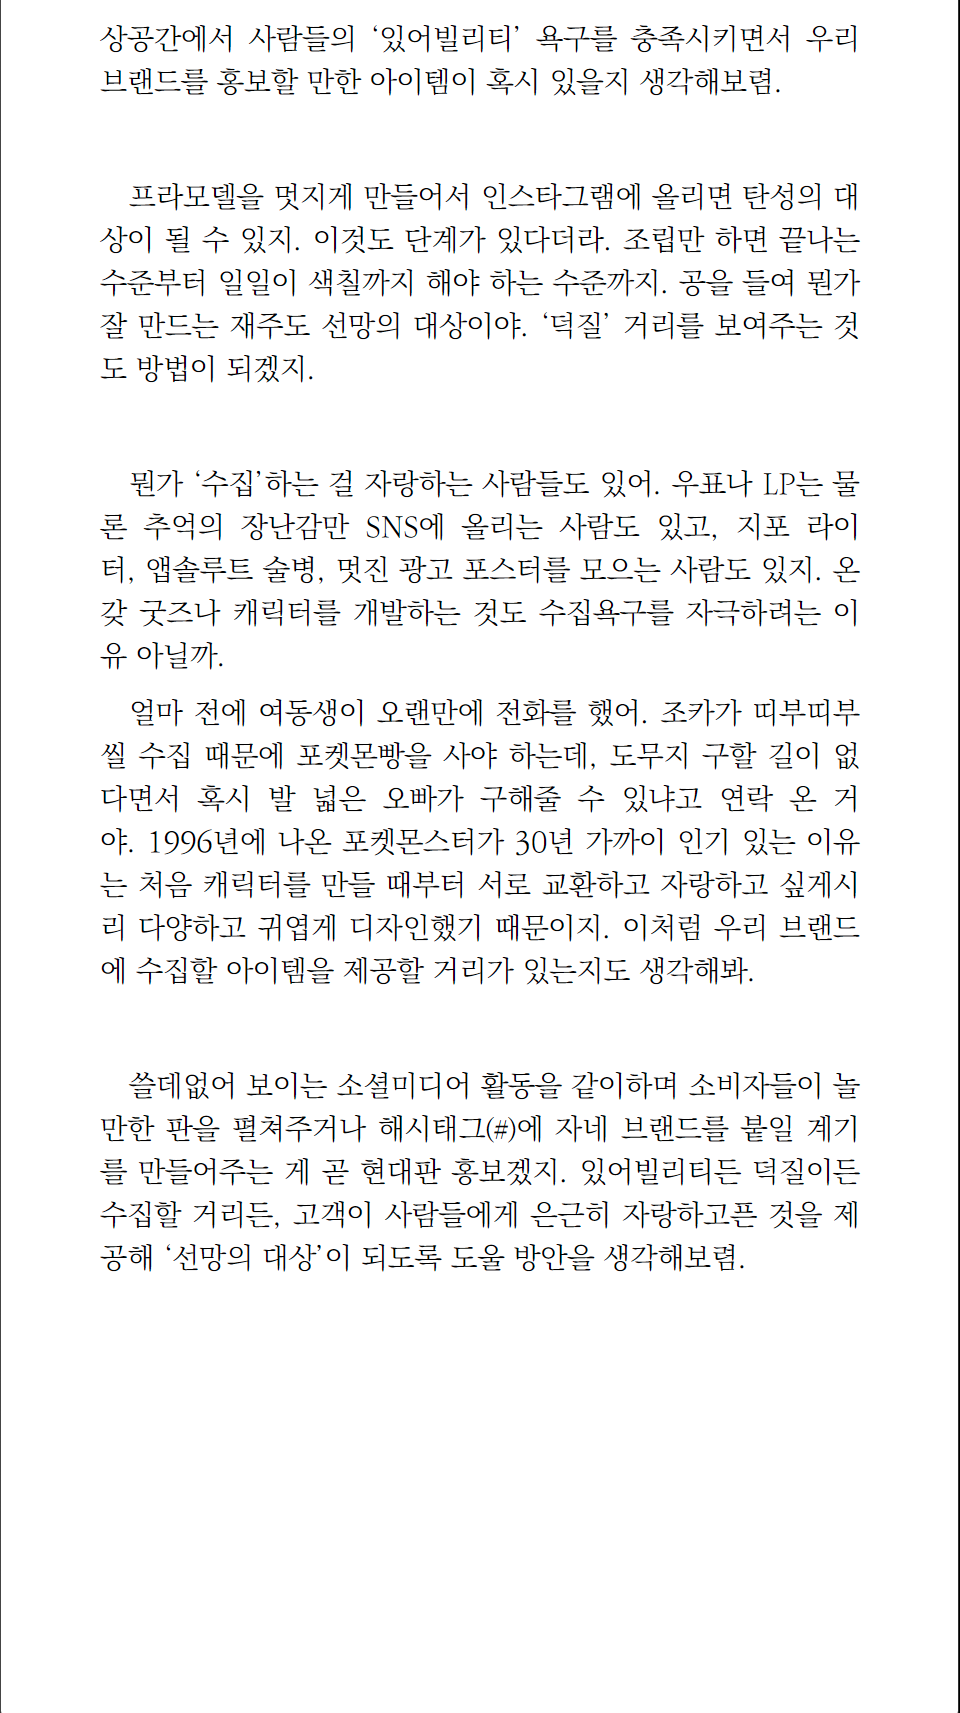 상공간에서 사람들의 ‘있어빌리티’ 욕구를 충족시키면서 우리
브랜드를 홍보할 만한 아이템이 혹시 있을지 생각해보렴.
프라모델을 멋지게 만들어서 인스타그램에 올리면 탄성의 대
상이 될 수 있지. 이것도 단계가 있다더라. 조립만 하면 끝나는
수준부터 일일이 색칠까지 해야 하는 수준까지. 공을 들여 뭔가
잘 만드는 재주도 선망의 대상이야. ‘덕질’ 거리를 보여주는 것
도 방법이 되겠지.
뭔가 ‘수집’하는 걸 자랑하는 사람들도 있어. 우표나 LP는 물
론 추억의 장난감만 SNS에 올리는 사람도 있고, 지포 라이
터, 앱솔루트 술병, 멋진 광고 포스터를 모으는 사람도 있지. 온
갖 굿즈나 캐릭터를 개발하는 것도 수집욕구를 자극하려는 이
유 아닐까.
얼마 전에 여동생이 오랜만에 전화를 했어. 조카가 띠부띠부
씰 수집 때문에 포켓몬빵을 사야 하는데, 도무지 구할 길이 없
다면서 혹시 발 넓은 오빠가 구해줄 수 있냐고 연락 온 거
야. 1996년에 나온 포켓몬스터가 30년 가까이 인기 있는 이유
는 처음 캐릭터를 만들 때부터 서로 교환하고 자랑하고 싶게시
리 다양하고 귀엽게 디자인했기 때문이지. 이처럼 우리 브랜드
에 수집할 아이템을 제공할 거리가 있는지도 생각해봐.
쓸데없어 보이는 소셜미디어 활동을 같이하며 소비자들이 놀
만한 판을 펼쳐주거나 해시태그(#)에 자네 브랜드를 붙일 계기
를 만들어주는 게 곧 현대판 홍보겠지. 있어빌리티든 덕질이든
수집할 거리든, 고객이 사람들에게 은근히 자랑하고픈 것을 제
공해 ‘선망의 대상’이 되도록 도울 방안을 생각해보렴.